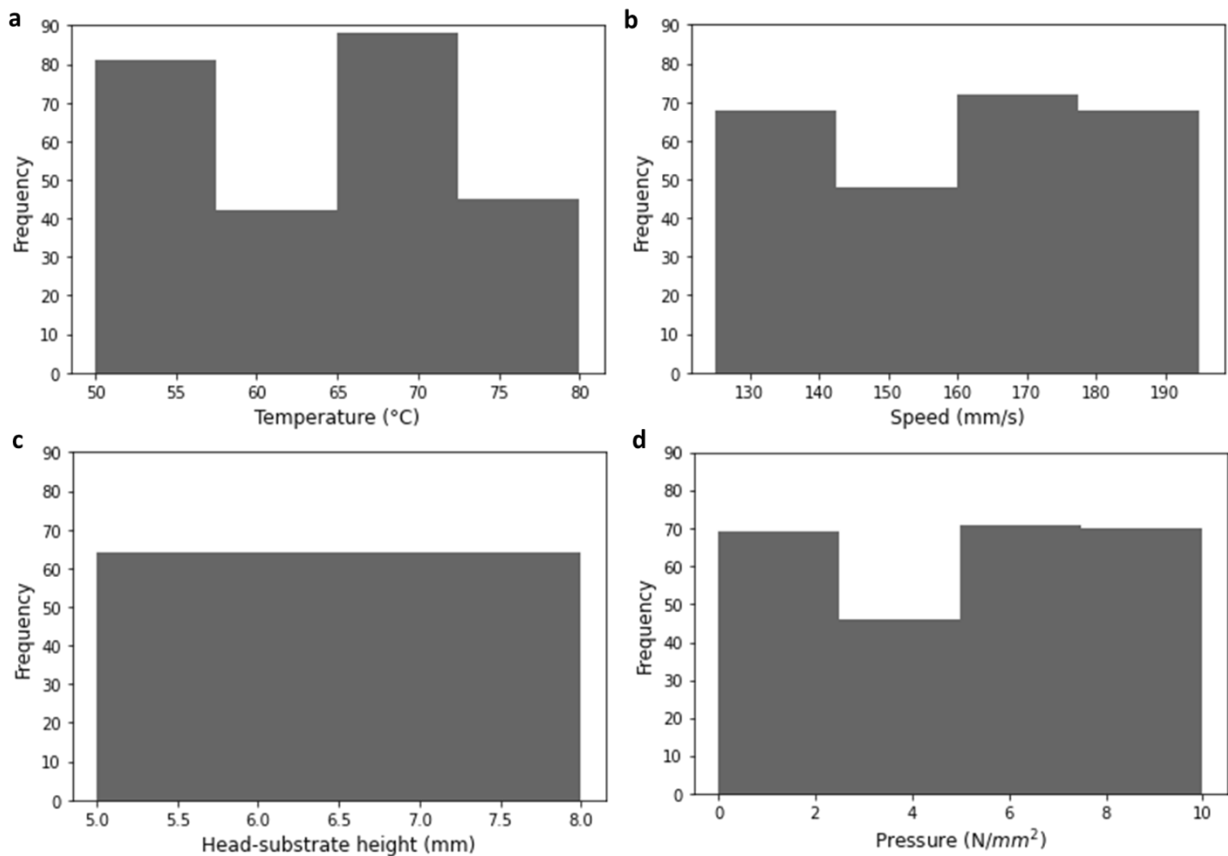 a
90
80
70
60
50
40
30
20
10
0
Frequency
50 55 60 65 70 75 80
Temperature (°C)
b
90
80
70
60
50
40
30
20
10
0
Frequency
130 140 150 160 170 180 190
Speed (mm/s)
c
90
80
70
60
50
40
30
20
10
0
Frequency
5.0 5.5 6.0 6.5 7.0 7.5 8.0
Head-substrate height (mm)
d
90
80
70
60
50
40
30
20
10
0
Frequency
0 2 4 6 8 10
Pressure (N/mm²)